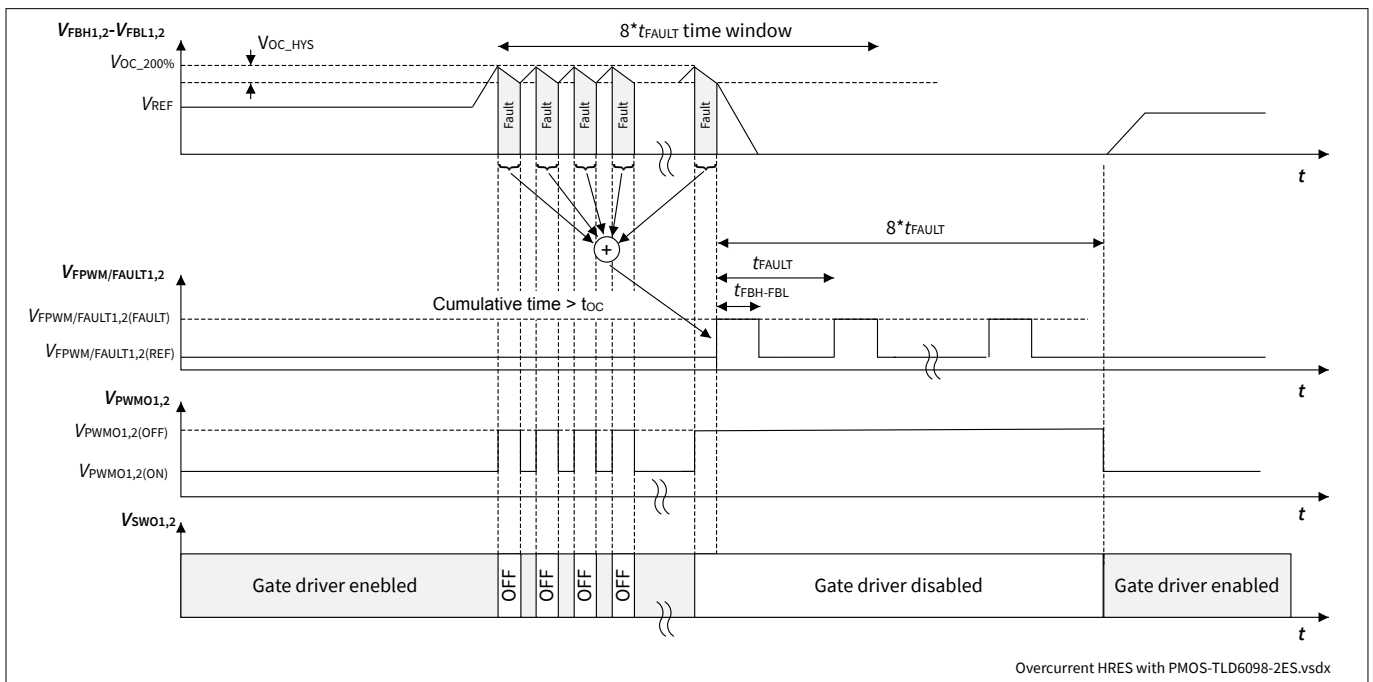 VFBH1,2-VFBL1,2
8*tFAULT time window
VOC_HYS
VOC_200%
VREF
Fault
Fault
Fault
Fault
Fault
t
+
8*tFAULT
tFAULT
tFBH-FBL
VFPWM/FAULT1,2
Cumulative time > tOC
VFPWM/FAULT1,2(FAULT)
VFPWM/FAULT1,2(REF)
t
VPWMO1,2
VPWMO1,2(OFF)
VPWMO1,2(ON)
t
VSWO1,2
Gate driver enebled
OFF
OFF
OFF
OFF
Gate driver disabled
Gate driver enabled
t
Overcurrent HRES with PMOS-TLD6098-2ES.vsdx